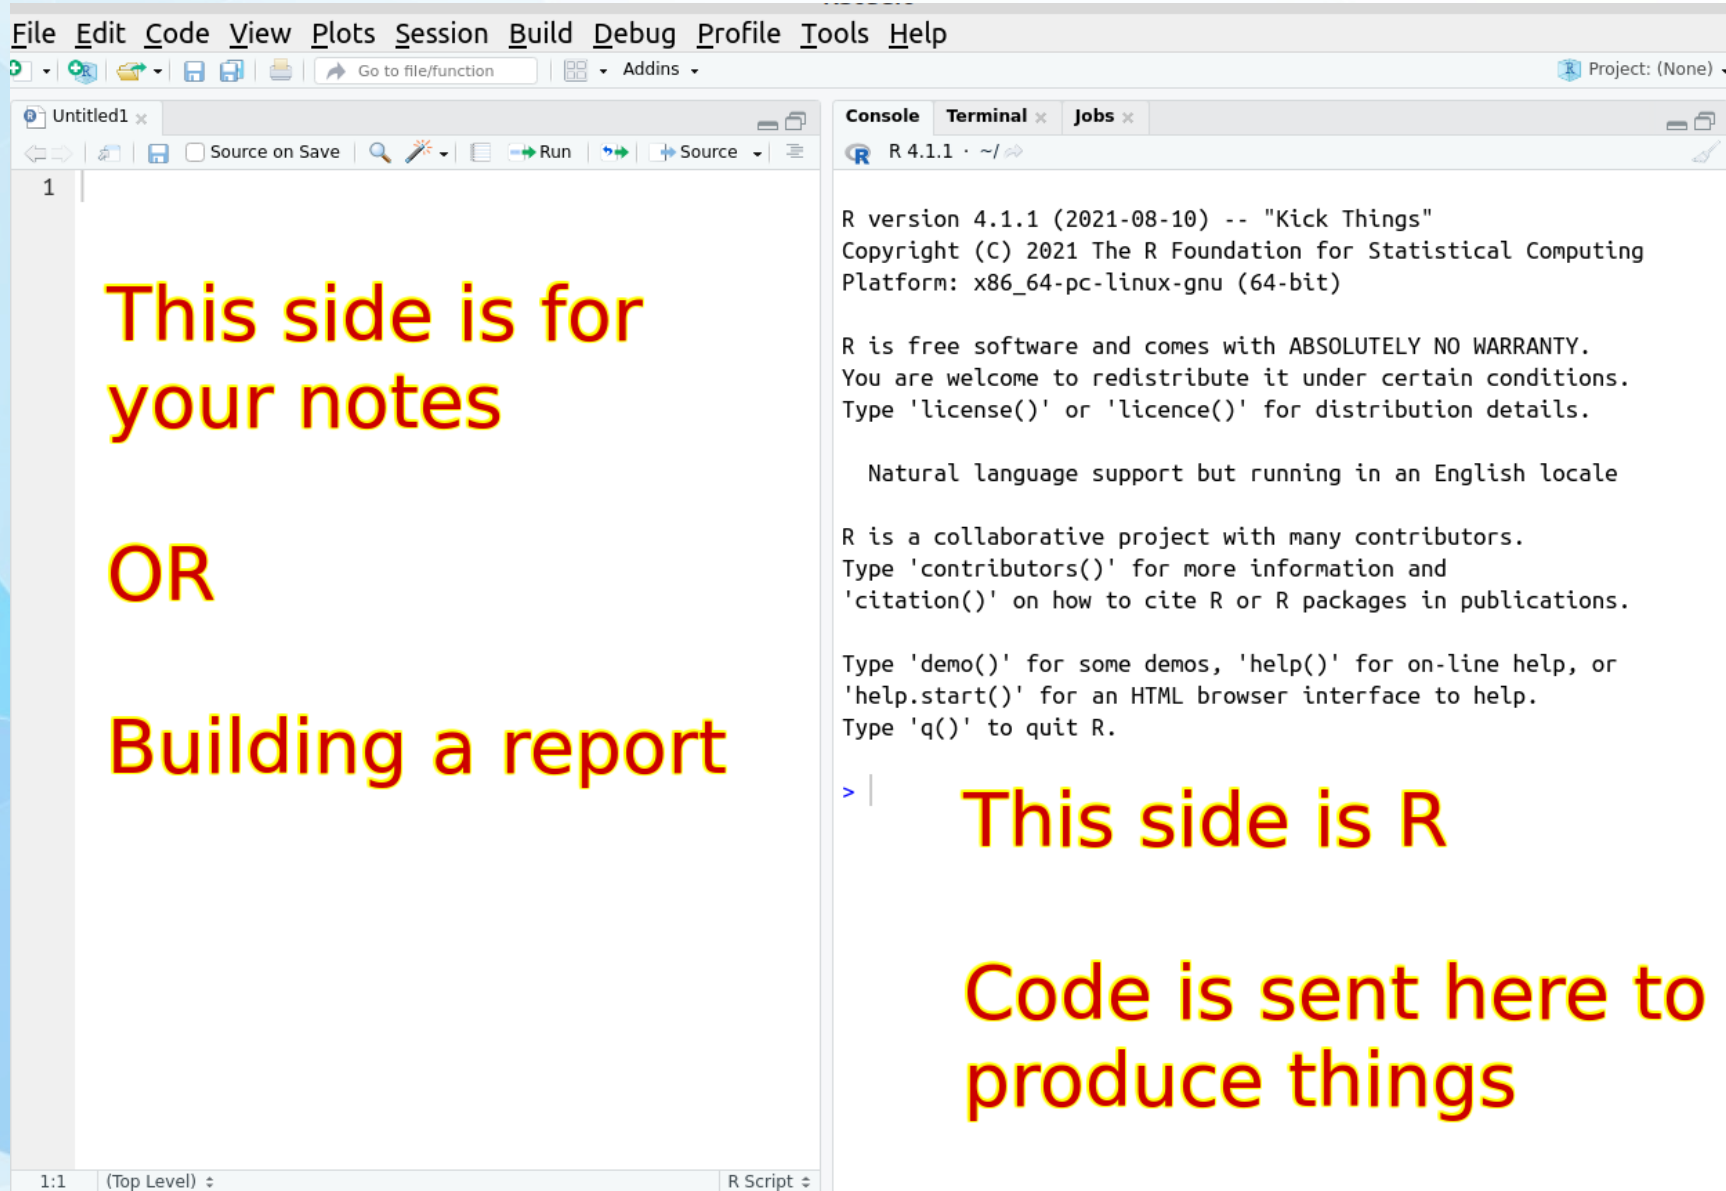 File Edit Code View Plots Session Build Debug Profile Tools Help
Go to file/function
Addins
Project: (None)
Untitled1
Source on Save
Run
Source
1
This side is for
your notes
OR
Building a report
1:1 (Top Level) R Script
Console Terminal Jobs
R 4.1.1 · ~/
R version 4.1.1 (2021-08-10) -- "Kick Things"
Copyright (C) 2021 The R Foundation for Statistical Computing
Platform: x86_64-pc-linux-gnu (64-bit)
R is free software and comes with ABSOLUTELY NO WARRANTY.
You are welcome to redistribute it under certain conditions.
Type 'license()' or 'licence()' for distribution details.
Natural language support but running in an English locale
R is a collaborative project with many contributors.
Type 'contributors()' for more information and
'citation()' on how to cite R or R packages in publications.
Type 'demo()' for some demos, 'help()' for on-line help, or
'help.start()' for an HTML browser interface to help.
Type 'q()' to quit R.
>
This side is R
Code is sent here to
produce things